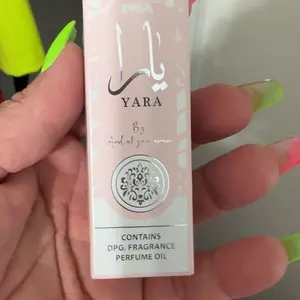 يارا
YARA
By
CONTAINS
DPG. FRAGRANCE
PERFUME OIL